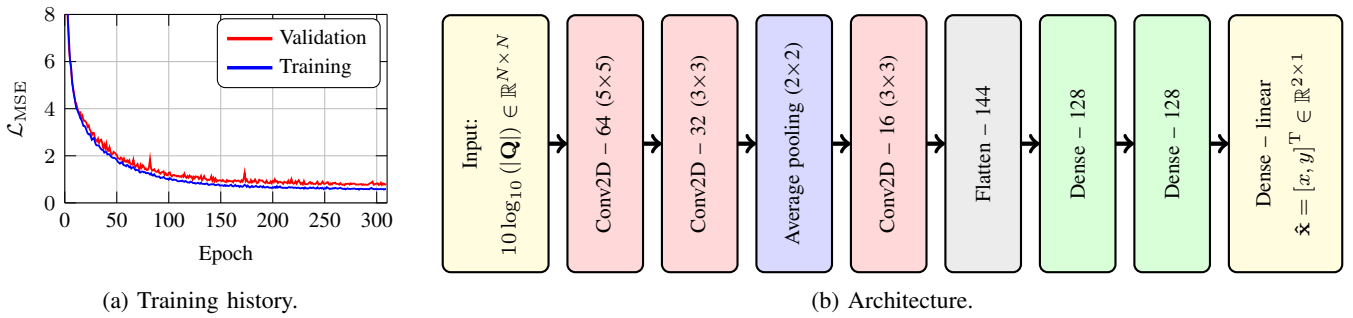 8
6
4
2
0
0
50
100
150
200
250
300
L_MSE
Epoch
Validation
Training
(a) Training history.
Input:
10 log₁₀ (|Q|) ∈ ℝ^{N×N}
Conv2D – 64 (5×5)
Conv2D – 32 (3×3)
Average pooling (2×2)
Conv2D – 16 (3×3)
Flatten – 144
Dense – 128
Dense – 128
Dense – linear
x̂ = [x, y]ᵀ ∈ ℝ^{2×1}
(b) Architecture.